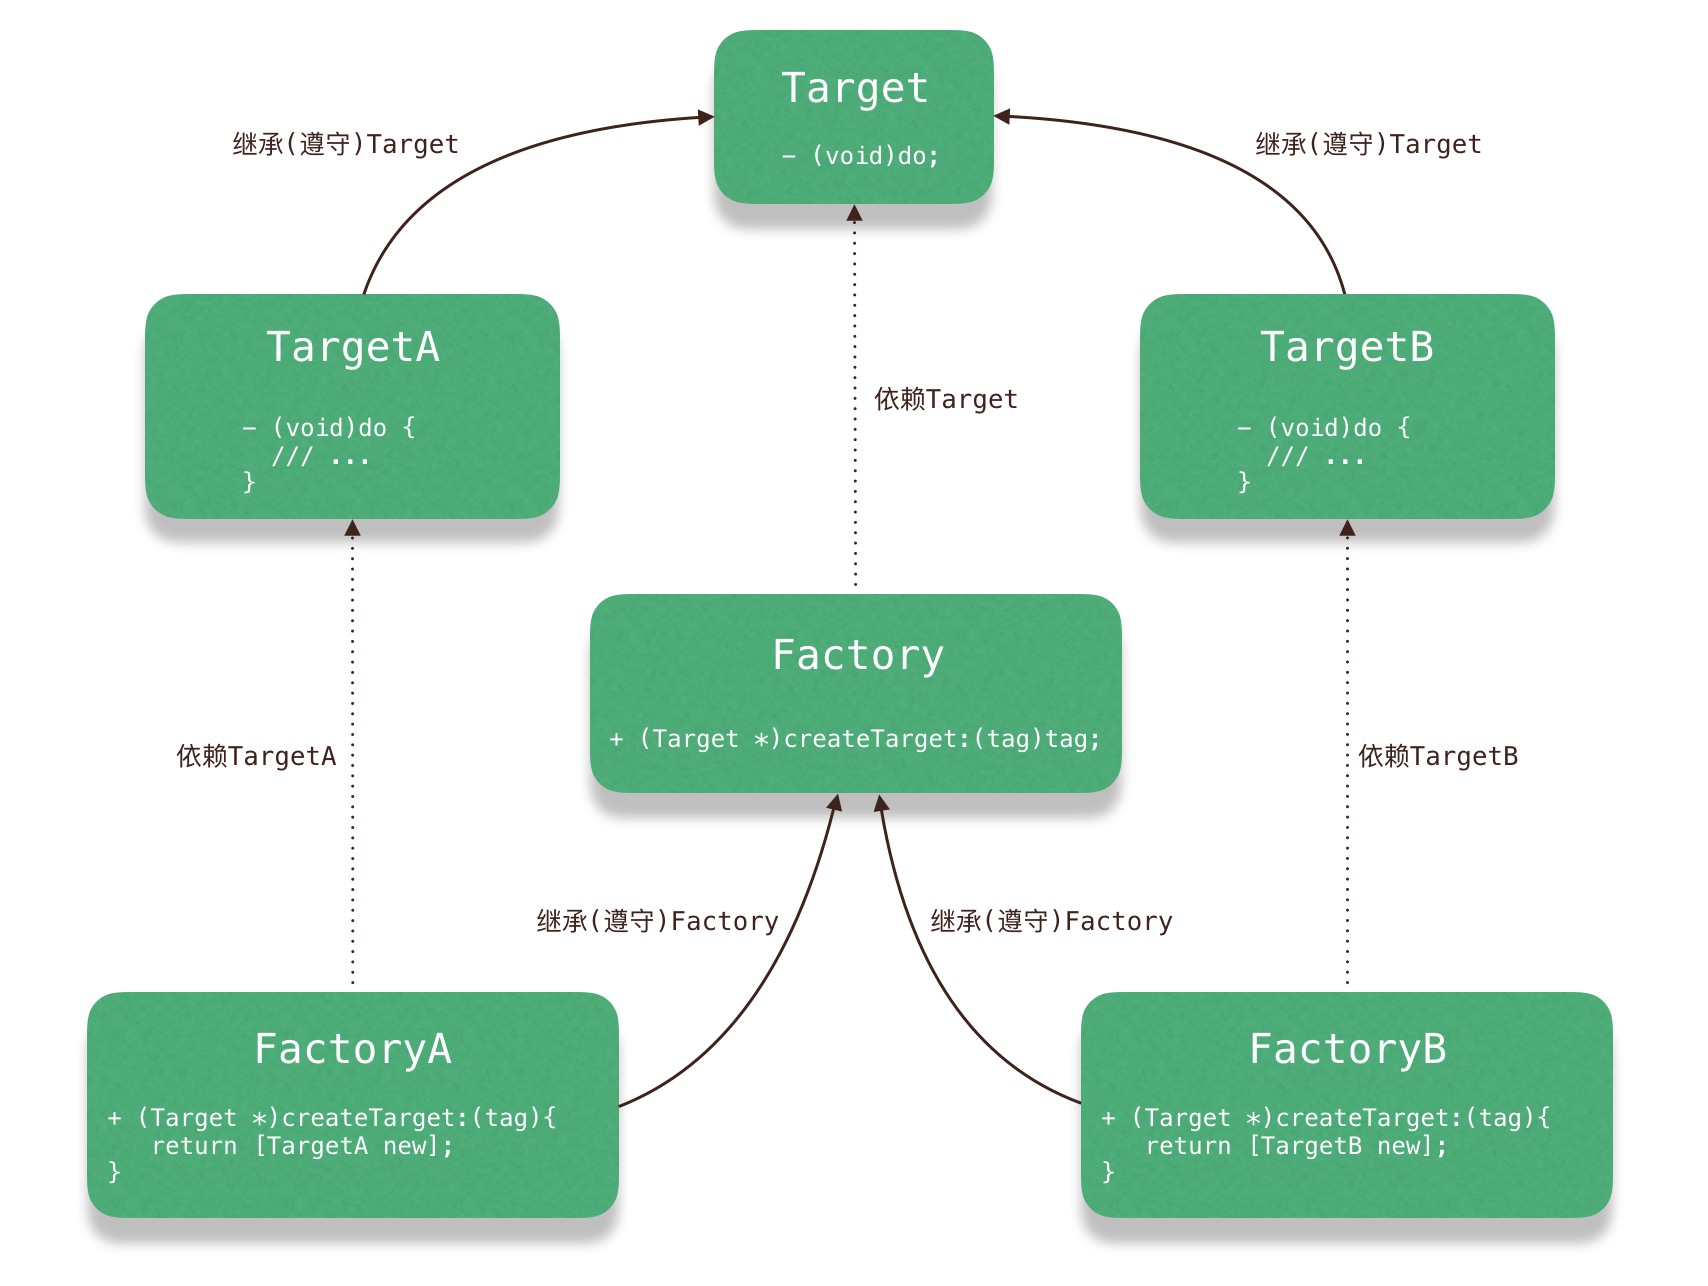 Target
- (void)do;
继承(遵守)Target
继承(遵守)Target
TargetA
- (void)do {
/// ...
}
依赖Target
TargetB
- (void)do {
/// ...
}
Factory
+ (Target *)createTarget:(tag)tag;
依赖TargetA
依赖TargetB
继承(遵守)Factory
继承(遵守)Factory
FactoryA
+ (Target *)createTarget:(tag){
return [TargetA new];
}
FactoryB
+ (Target *)createTarget:(tag){
return [TargetB new];
}